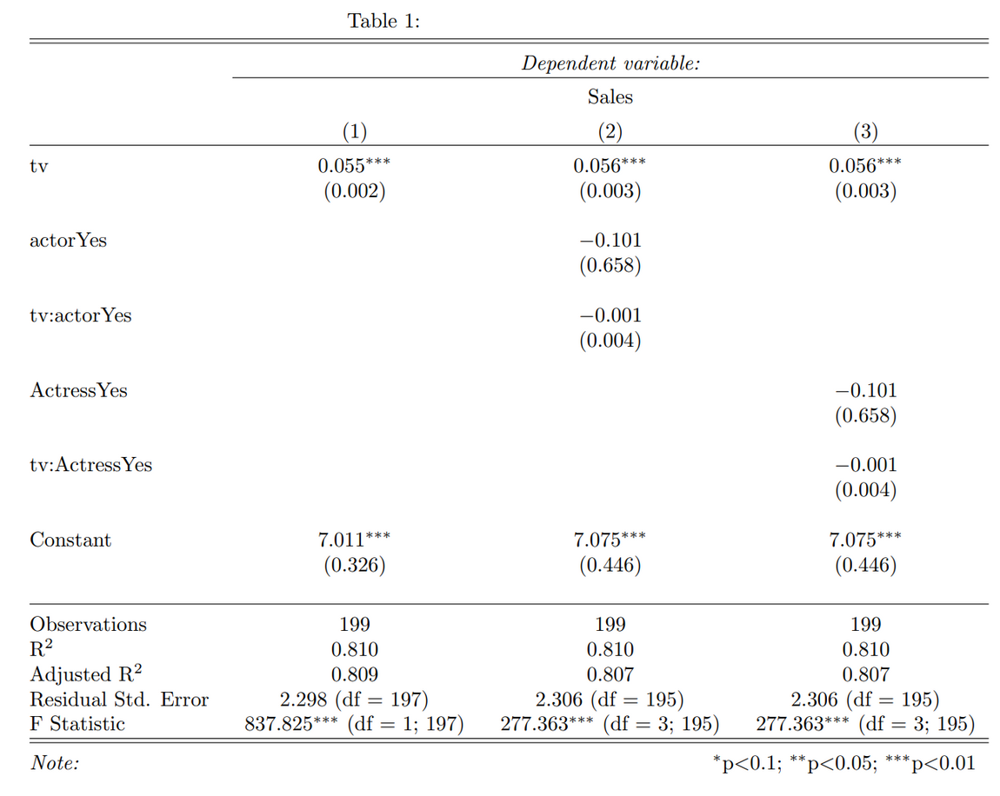 Table 1:
Dependent variable:
Sales
(1) (2) (3)
tv 0.055*** 0.056*** 0.056***
(0.002) (0.003) (0.003)
actorYes −0.101
(0.658)
tv:actorYes −0.001
(0.004)
ActressYes −0.101
(0.658)
tv:ActressYes −0.001
(0.004)
Constant 7.011*** 7.075*** 7.075***
(0.326) (0.446) (0.446)
Observations 199 199 199
R² 0.810 0.810 0.810
Adjusted R² 0.809 0.807 0.807
Residual Std. Error 2.298 (df = 197) 2.306 (df = 195) 2.306 (df = 195)
F Statistic 837.825*** (df = 1; 197) 277.363*** (df = 3; 195) 277.363*** (df = 3; 195)
Note: *p<0.1; **p<0.05; ***p<0.01